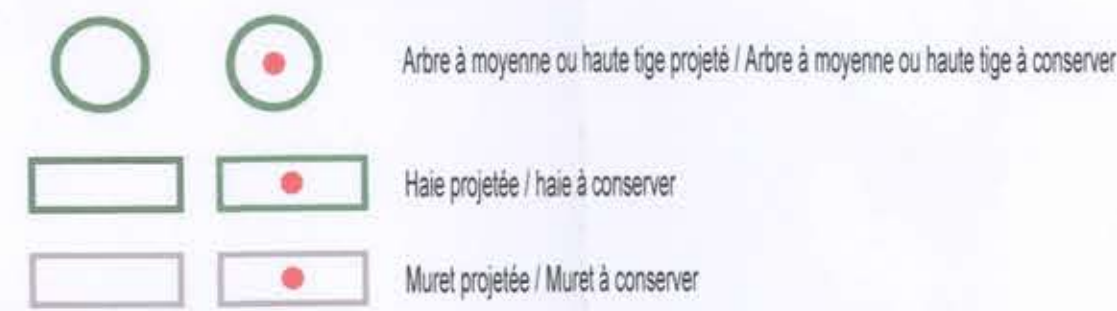 Arbre à moyenne ou haute tige projeté / Arbre à moyenne ou haute tige à conserver
Haie projetée / haie à conserver
Muret projetée / Muret à conserver